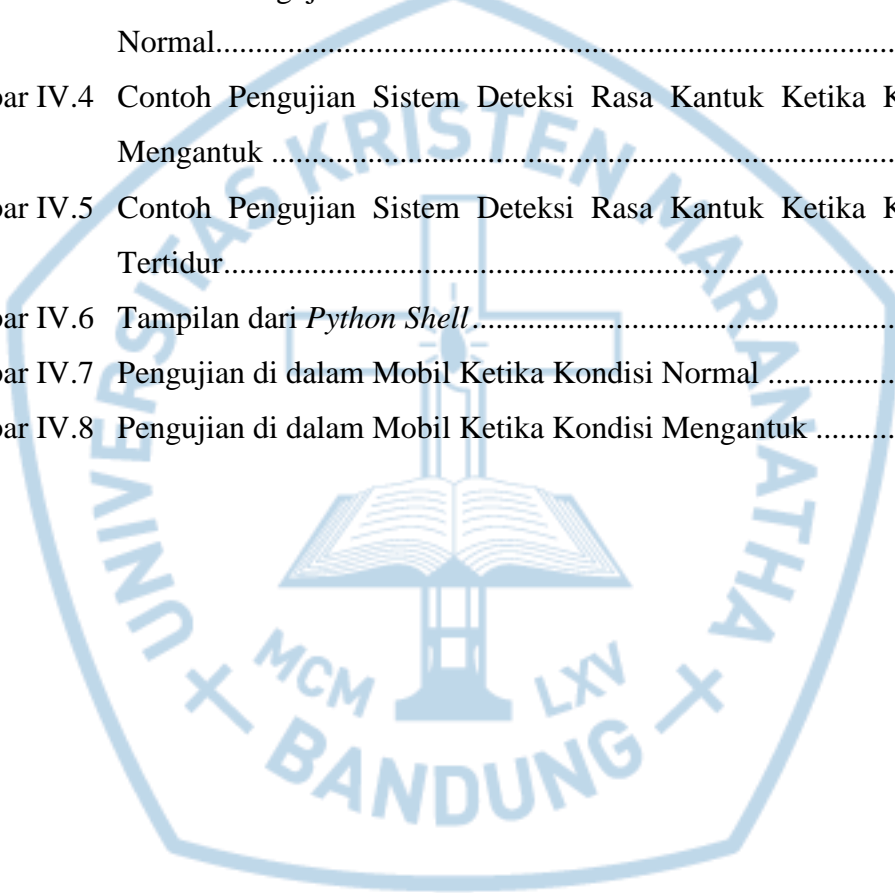 Normal
bar IV.4 Contoh Pengujian Sistem Deteksi Rasa Kantuk Ketika K
Mengantuk
bar IV.5 Contoh Pengujian Sistem Deteksi Rasa Kantuk Ketika K
Tertidur
bar IV.6 Tampilan dari Python Shell
bar IV.7 Pengujian di dalam Mobil Ketika Kondisi Normal
bar IV.8 Pengujian di dalam Mobil Ketika Kondisi Mengantuk
UNIVERSITAS KRISTEN MARANATHA
MCM LXV
BANDUNG